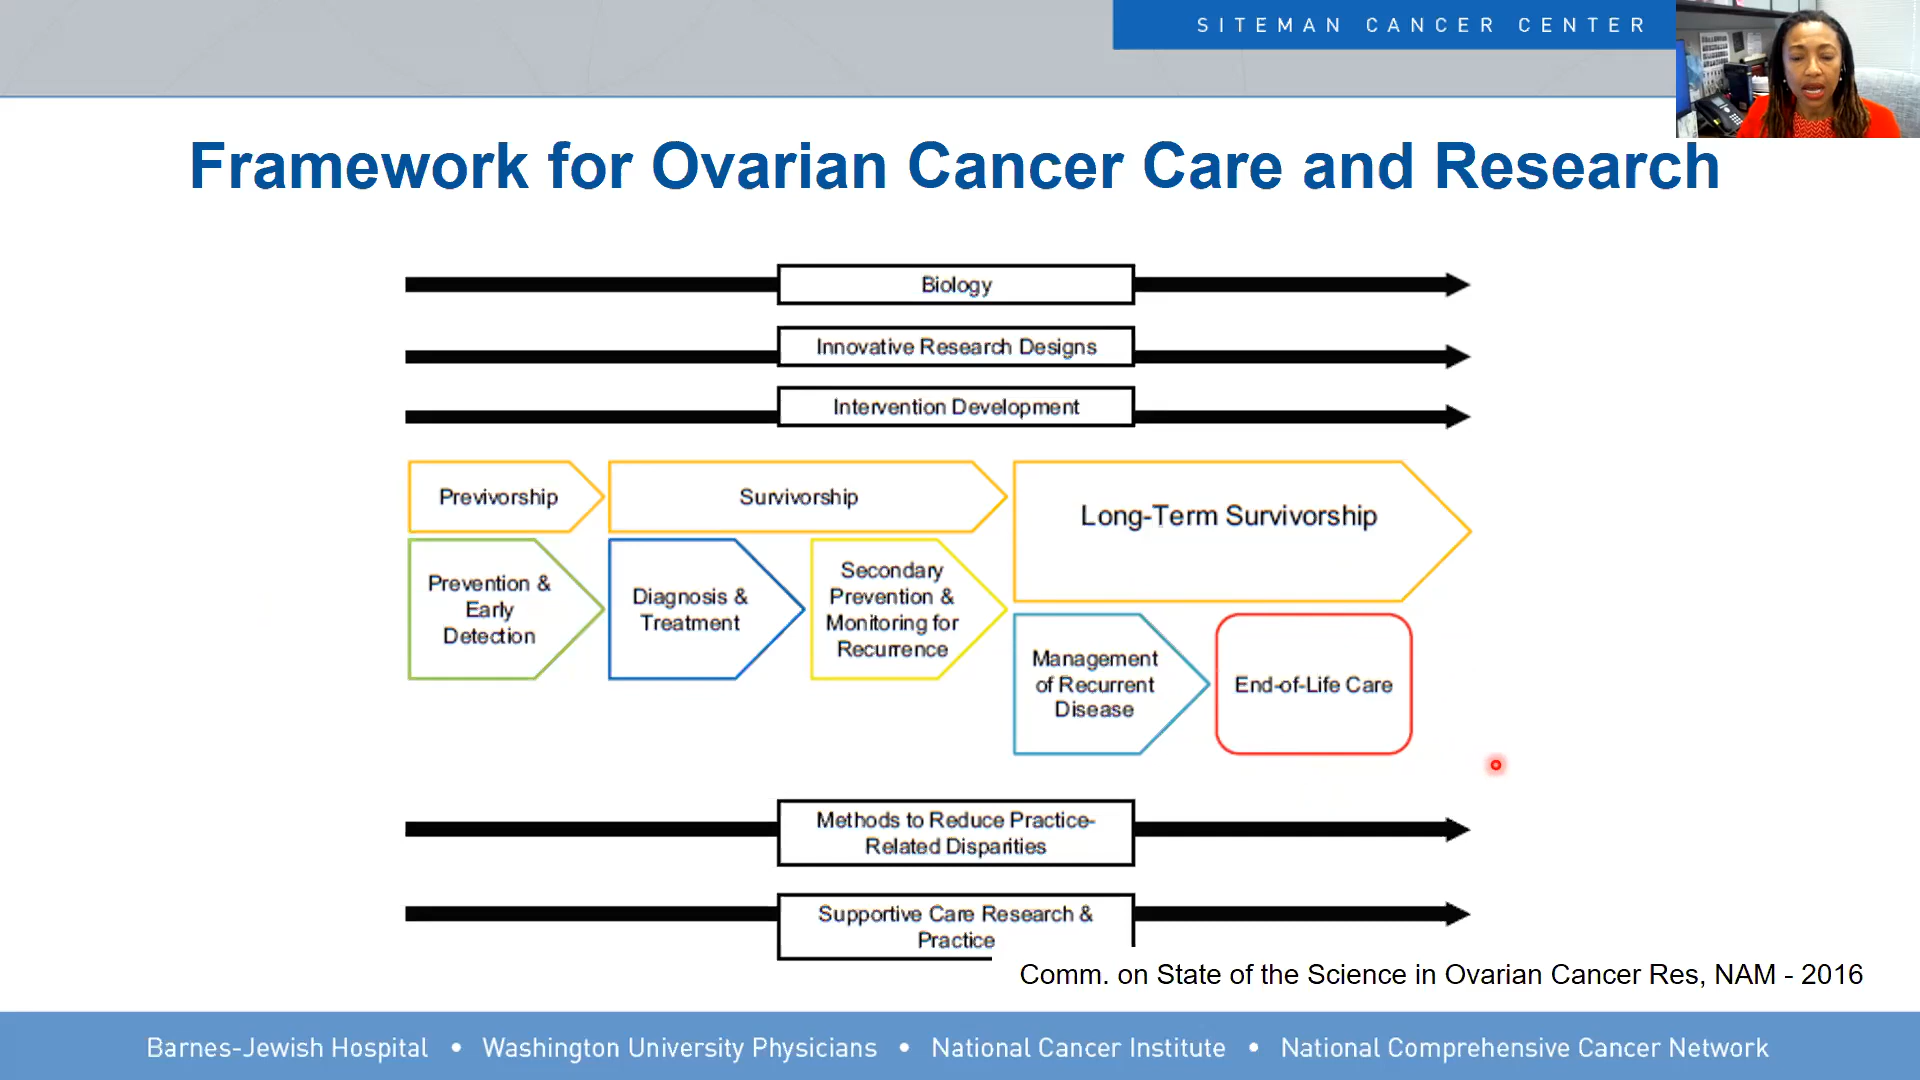 SITEMAN CANCER CENTER
Framework for Ovarian Cancer Care and Research
Biology
Innovative Research Designs
Intervention Development
Previvorship
Survivorship
Long-Term Survivorship
Prevention &
Early
Detection
Diagnosis &
Treatment
Secondary
Prevention &
Monitoring for
Recurrence
Management
of Recurrent
Disease
End-of-Life Care
Methods to Reduce Practice-
Related Disparities
Supportive Care Research &
Practice
Comm. on State of the Science in Ovarian Cancer Res, NAM - 2016
Barnes-Jewish Hospital • Washington University Physicians • National Cancer Institute • National Comprehensive Cancer Network